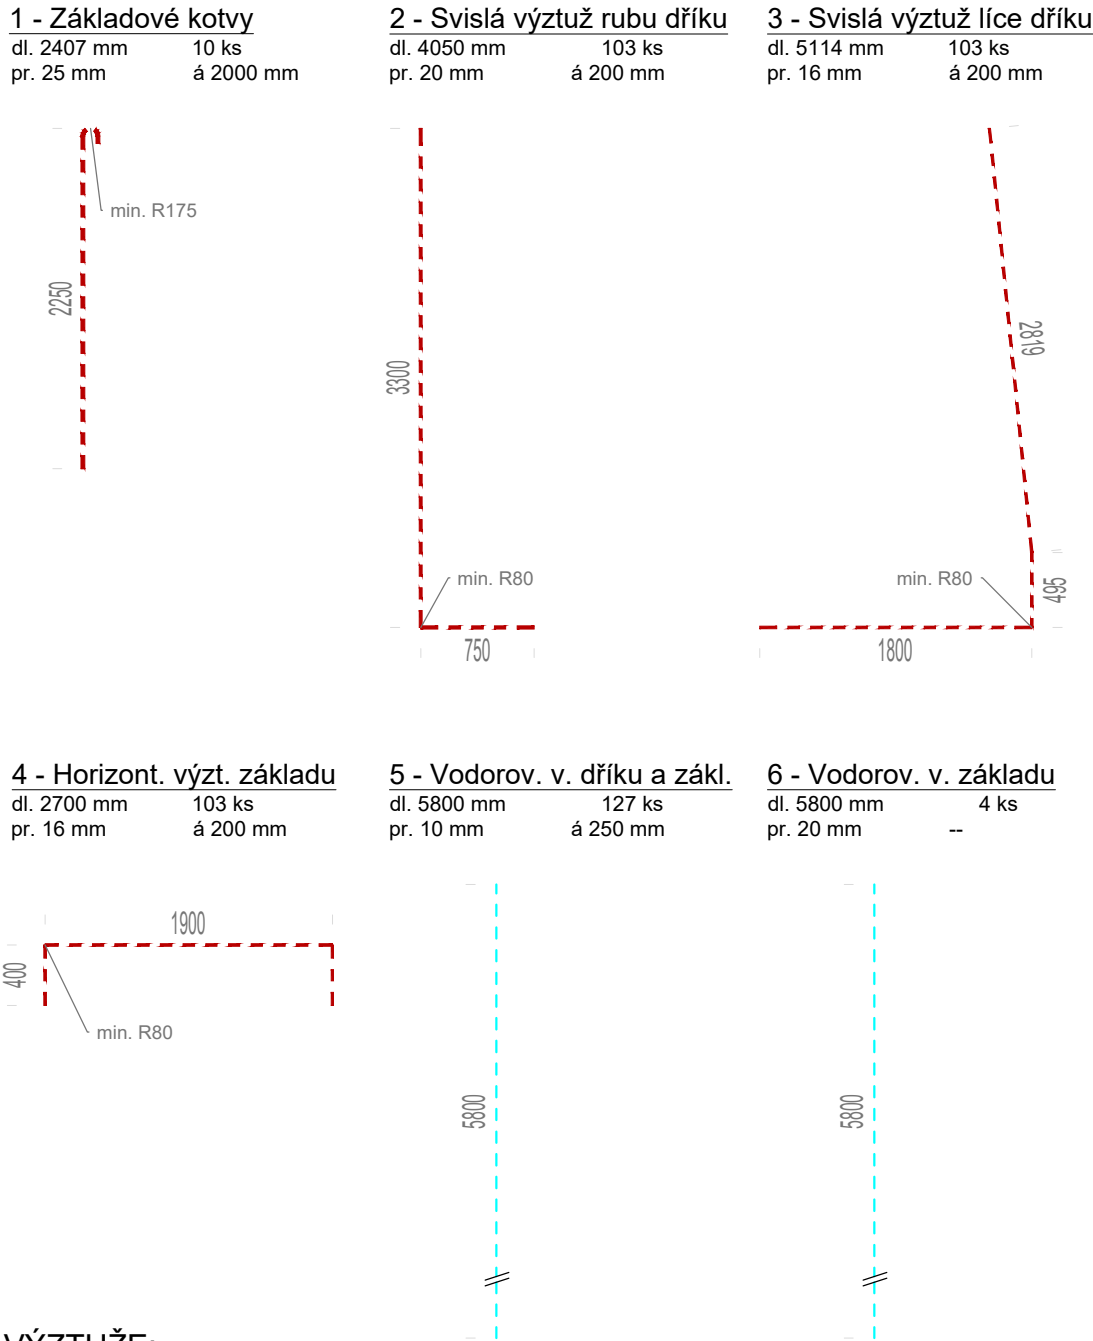 1 - Základové kotvy
dl. 2407 mm 10 ks
pr. 25 mm á 2000 mm
min. R175
2250
2 - Svislá výztuž rubu dříku
dl. 4050 mm 103 ks
pr. 20 mm á 200 mm
3300
min. R80
750
3 - Svislá výztuž líce dříku
dl. 5114 mm 103 ks
pr. 16 mm á 200 mm
2819
min. R80
495
1800
4 - Horizont. výzt. základu
dl. 2700 mm 103 ks
pr. 16 mm á 200 mm
1900
400
min. R80
5 - Vodorov. v. dříku a zákl.
dl. 5800 mm 127 ks
pr. 10 mm á 250 mm
5800
6 - Vodorov. v. základu
dl. 5800 mm 4 ks
pr. 20 mm --
5800
VÝZTUŽE: